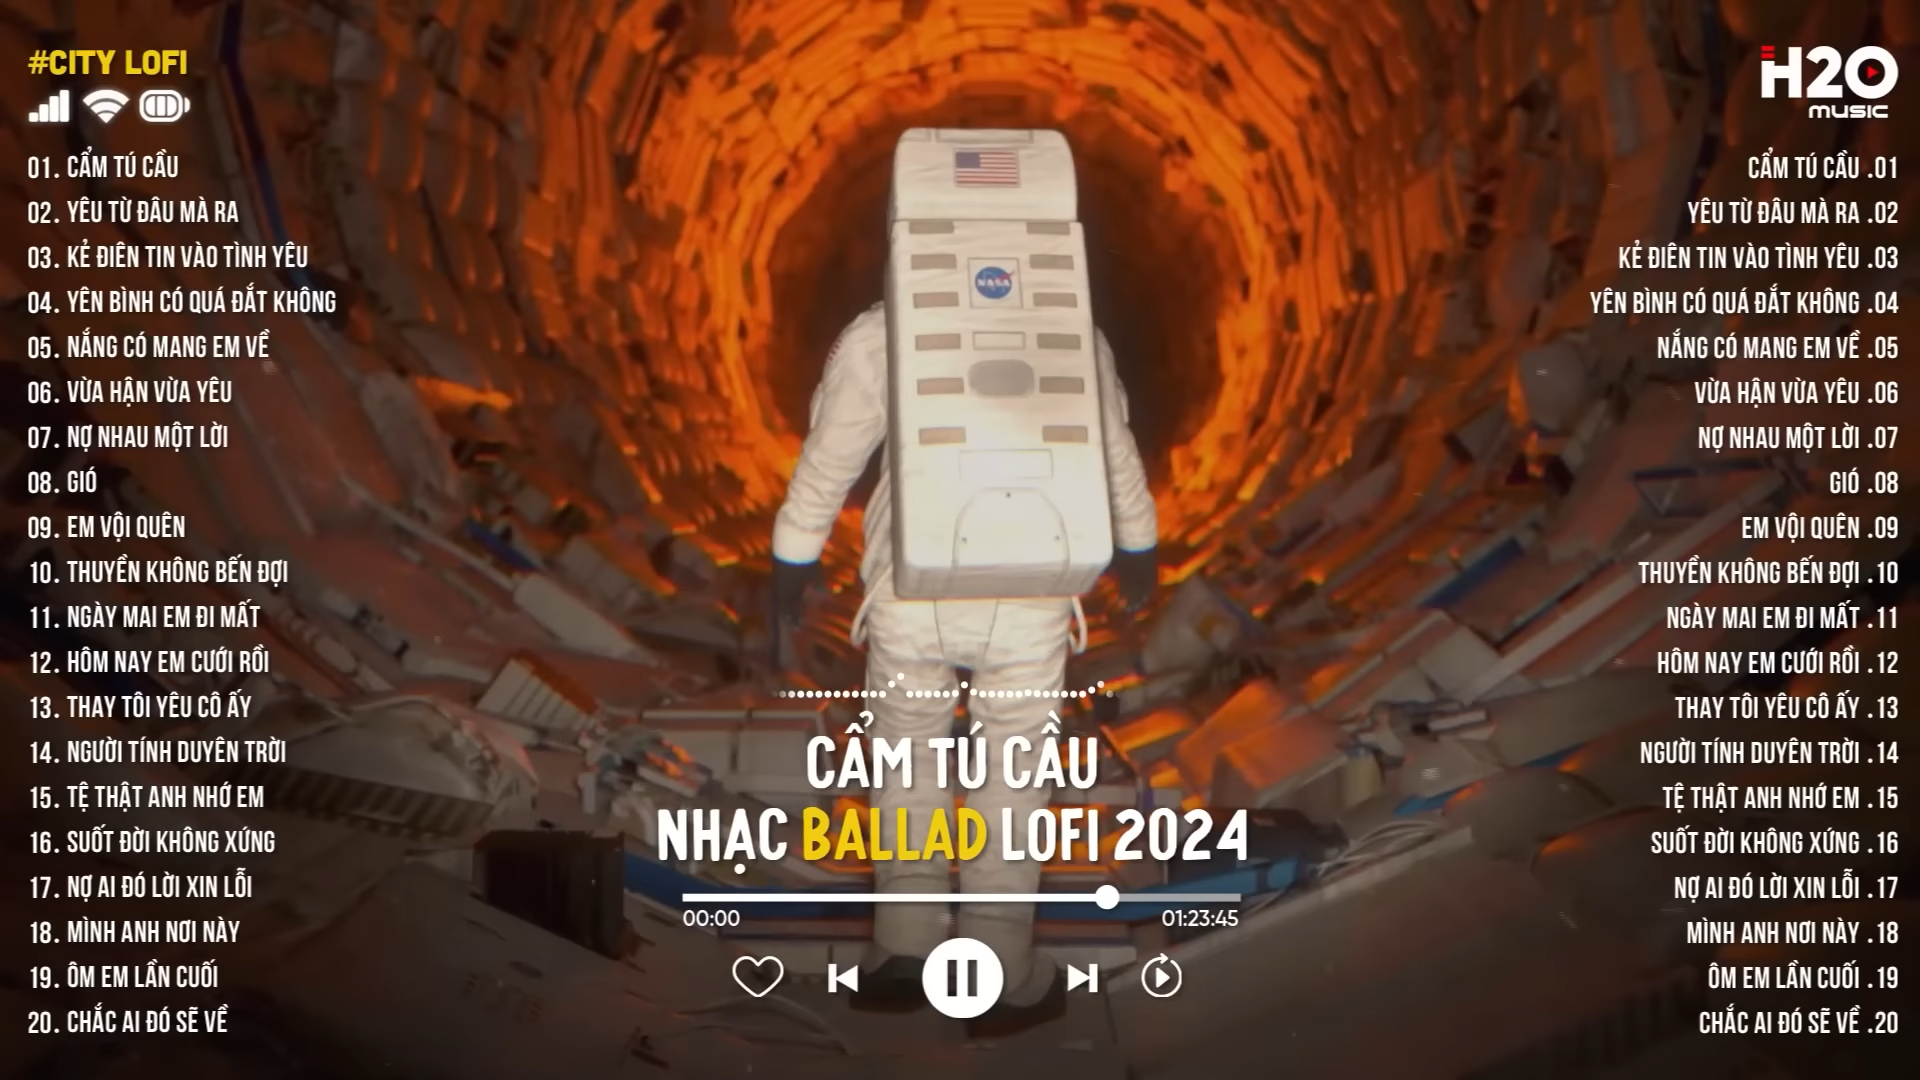 #CITY LOFI
01. CẨM TÚ CẦU
02. YÊU TỪ ĐÂU MÀ RA
03. KẺ ĐIÊN TIN VÀO TÌNH YÊU
04. YÊN BÌNH CÓ QUÁ ĐẮT KHÔNG
05. NẮNG CÓ MANG EM VỀ
06. VỪA HẬN VỪA YÊU
07. NỢ NHAU MỘT LỜI
08. GIÓ
09. EM VỘI QUÊN
10. THUYỀN KHÔNG BẾN ĐỢI
11. NGÀY MAI EM ĐI MẤT
12. HÔM NAY EM CƯỚI RỒI
13. THAY TÔI YÊU CÔ ẤY
14. NGƯỜI TÍNH DUYÊN TRỜI
15. TỆ THẬT ANH NHỚ EM
16. SUỐT ĐỜI KHÔNG XỨNG
17. NỢ AI ĐÓ LỜI XIN LỖI
18. MÌNH ANH NƠI NÀY
19. ÔM EM LẦN CUỐI
20. CHẮC AI ĐÓ SẼ VỀ
NASA
CẨM TÚ CẦU
NHẠC BALLAD LOFI 2024
00:00
01:23:45
H2O
MUSIC
CẨM TÚ CẦU .01
YÊU TỪ ĐÂU MÀ RA .02
KẺ ĐIÊN TIN VÀO TÌNH YÊU .03
YÊN BÌNH CÓ QUÁ ĐẮT KHÔNG .04
NẮNG CÓ MANG EM VỀ .05
VỪA HẬN VỪA YÊU .06
NỢ NHAU MỘT LỜI .07
GIÓ .08
EM VỘI QUÊN .09
THUYỀN KHÔNG BẾN ĐỢI .10
NGÀY MAI EM ĐI MẤT .11
HÔM NAY EM CƯỚI RỒI .12
THAY TÔI YÊU CÔ ẤY .13
NGƯỜI TÍNH DUYÊN TRỜI .14
TỆ THẬT ANH NHỚ EM .15
SUỐT ĐỜI KHÔNG XỨNG .16
NỢ AI ĐÓ LỜI XIN LỖI .17
MÌNH ANH NƠI NÀY .18
ÔM EM LẦN CUỐI .19
CHẮC AI ĐÓ SẼ VỀ .20